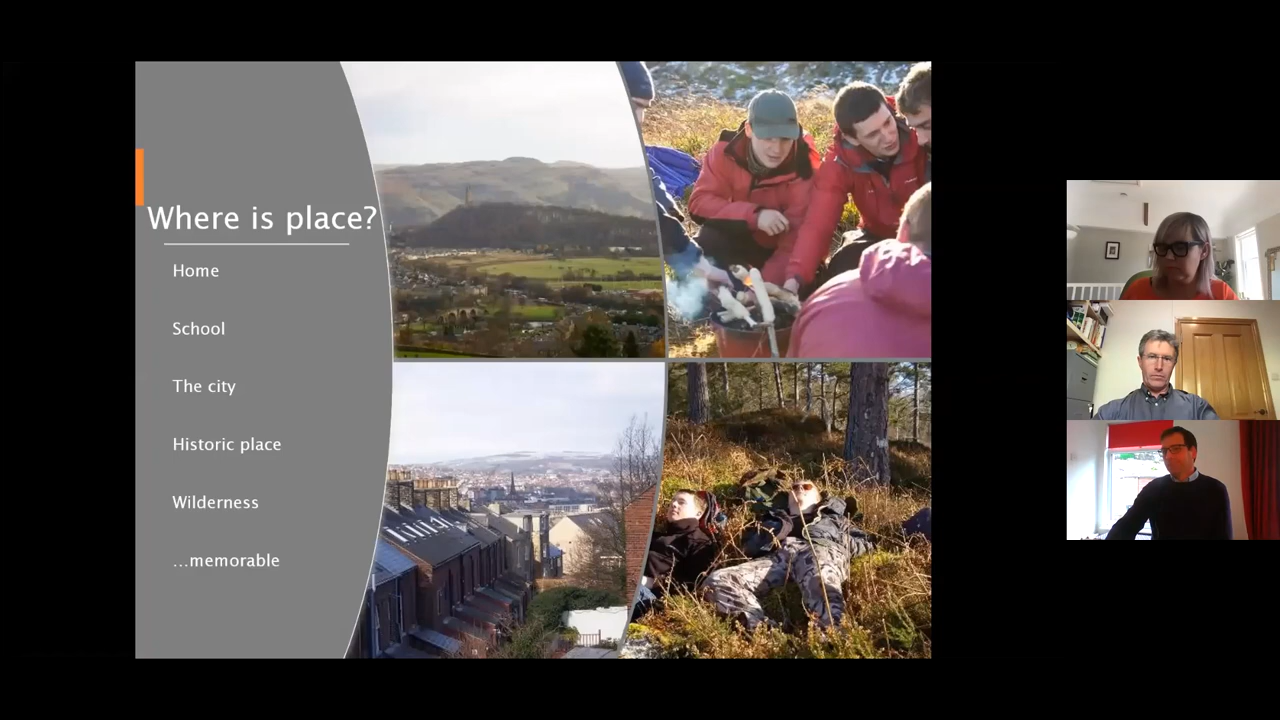 Where is place?
Home
School
The city
Historic place
Wilderness
…memorable